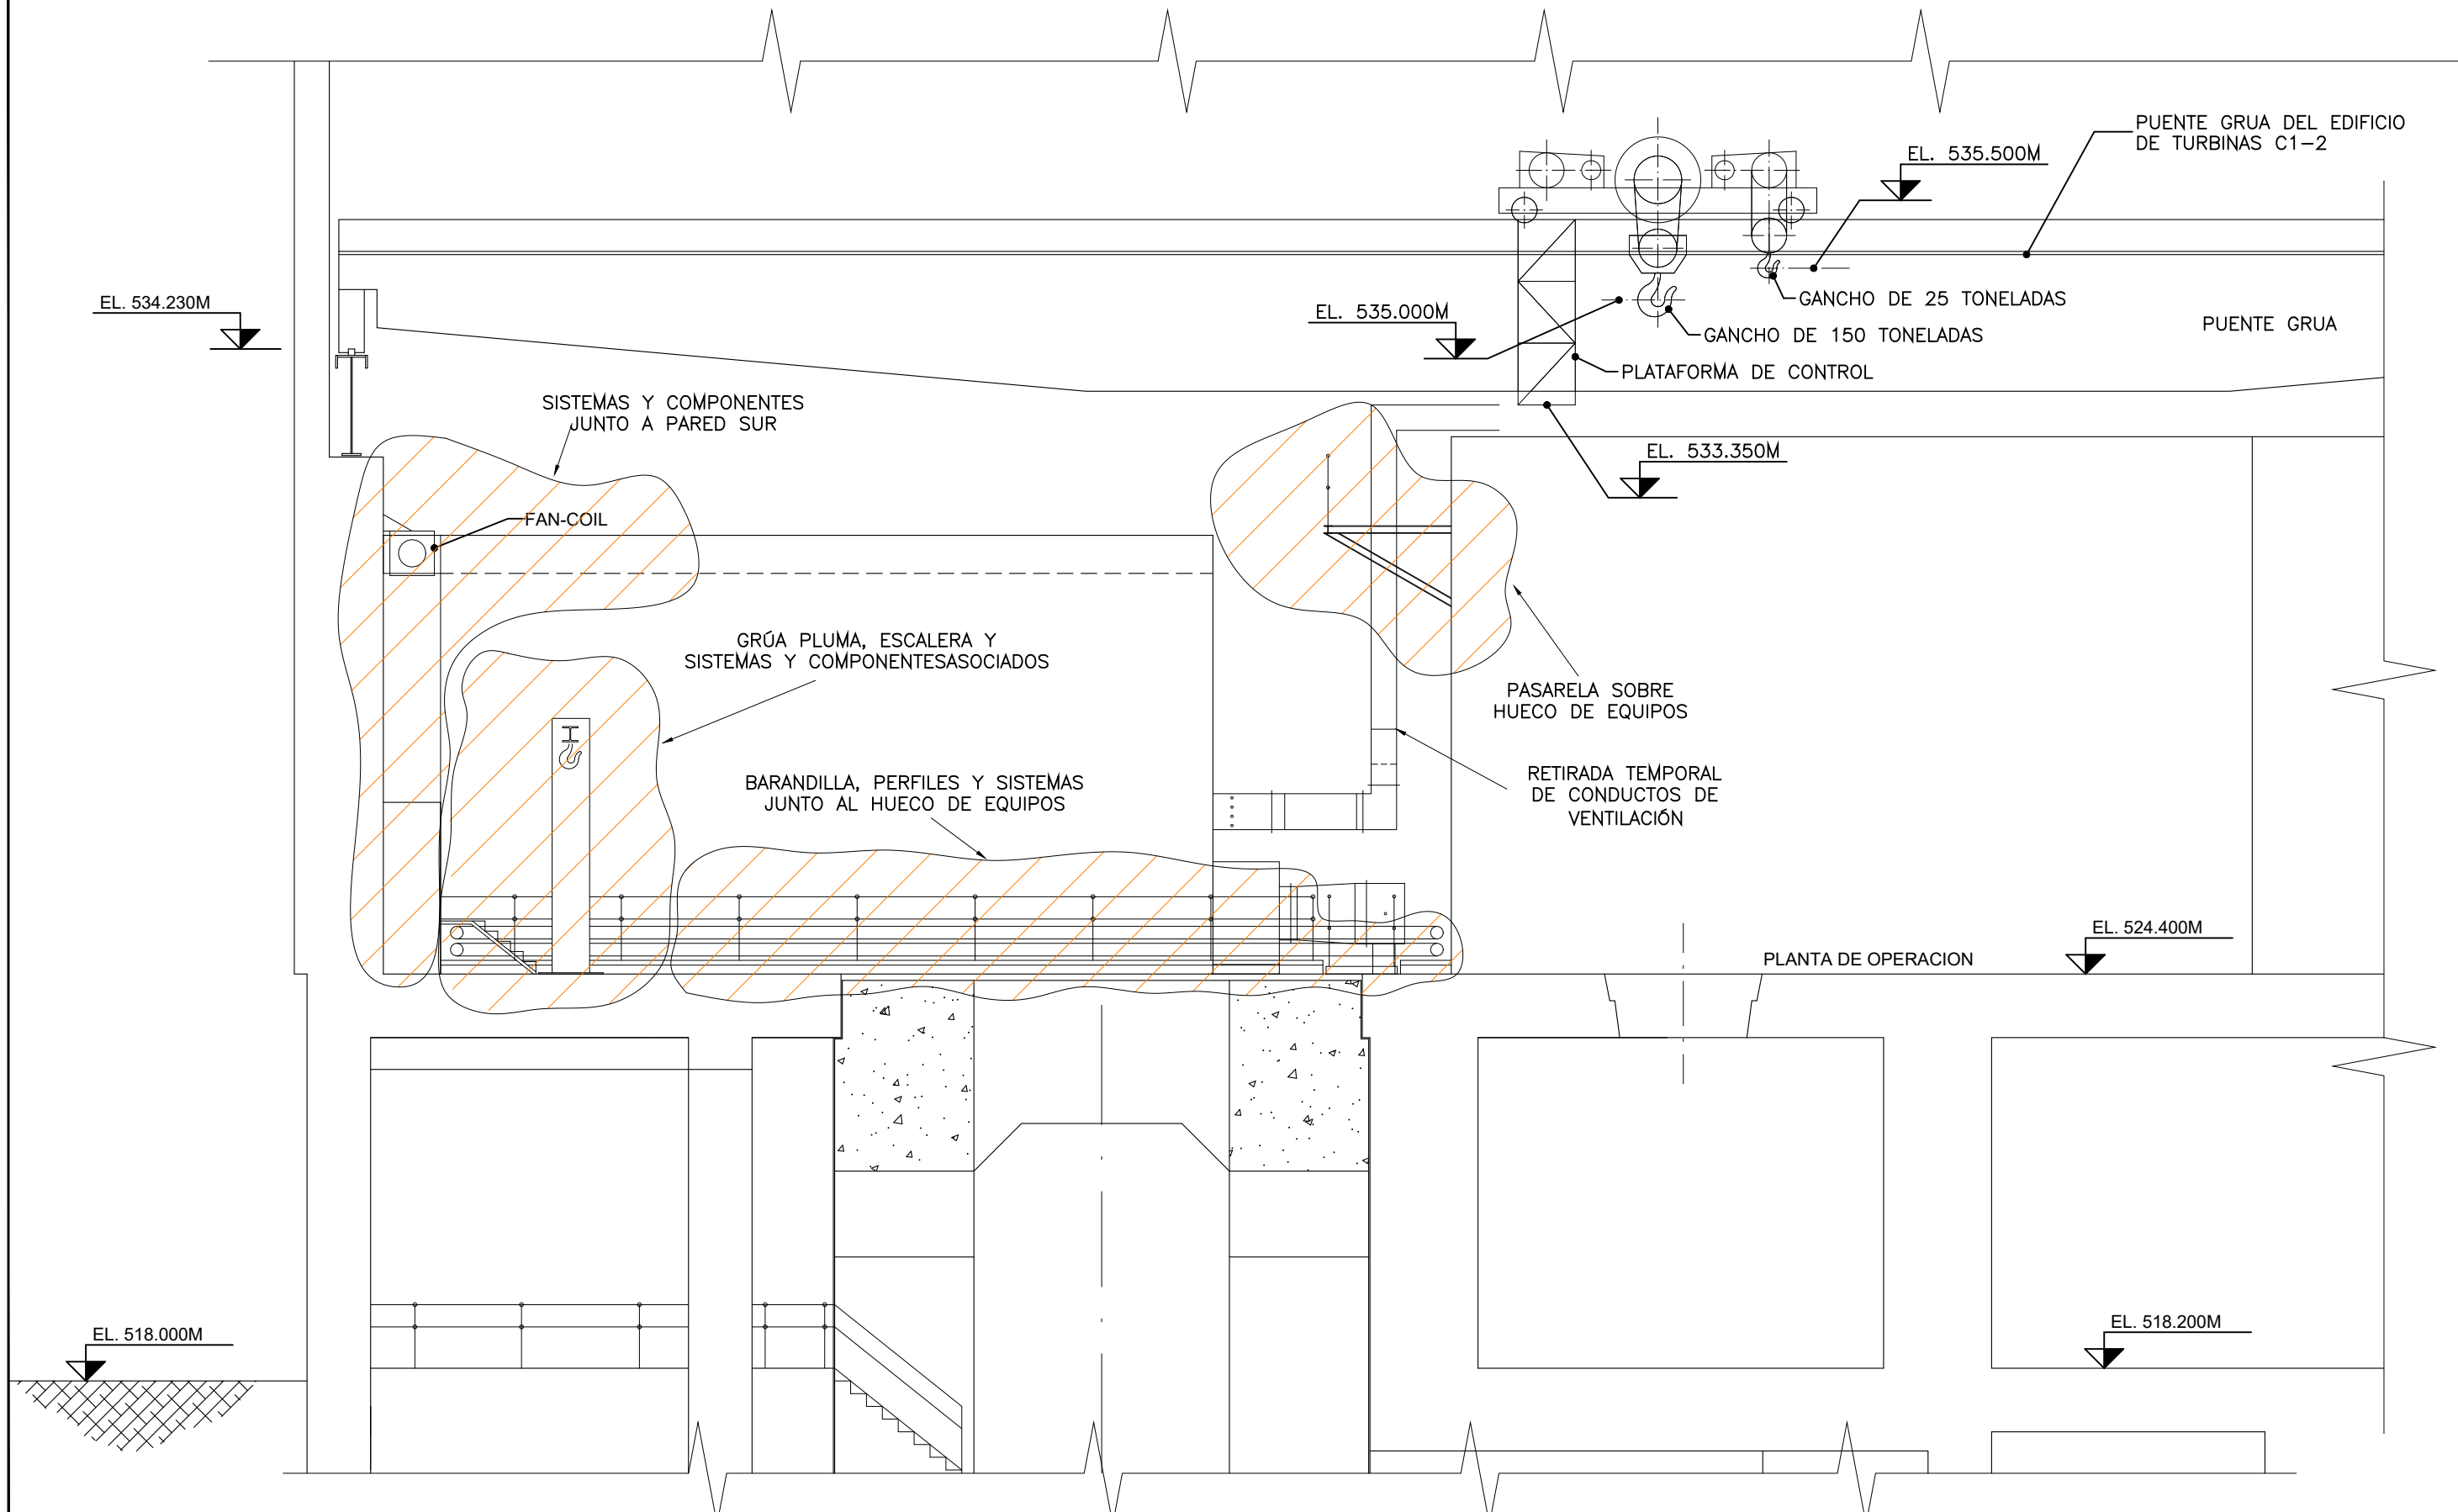 PUENTE GRUA DEL EDIFICIO
DE TURBINAS C1-2
EL. 535.500M
EL. 534.230M
GANCHO DE 25 TONELADAS
EL. 535.000M
PUENTE GRUA
GANCHO DE 150 TONELADAS
PLATAFORMA DE CONTROL
SISTEMAS Y COMPONENTES
JUNTO A PARED SUR
EL. 533.350M
FAN-COIL
GRÚA PLUMA, ESCALERA Y
SISTEMAS Y COMPONENTESASOCIADOS
PASARELA SOBRE
HUECO DE EQUIPOS
BARANDILLA, PERFILES Y SISTEMAS
JUNTO AL HUECO DE EQUIPOS
RETIRADA TEMPORAL
DE CONDUCTOS DE
VENTILACIÓN
EL. 524.400M
PLANTA DE OPERACION
EL. 518.000M
EL. 518.200M